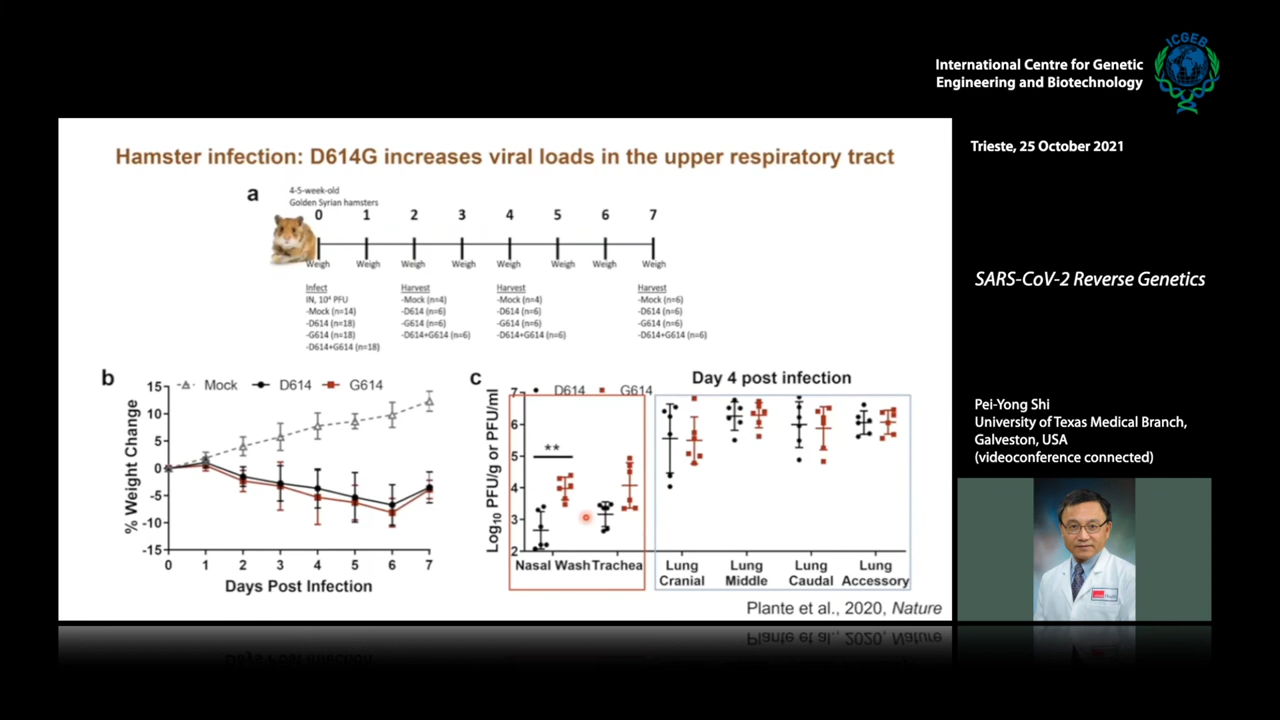 International Centre for Genetic
Engineering and Biotechnology
ICGEB
Trieste, 25 October 2021
SARS-CoV-2 Reverse Genetics
Pei-Yong Shi
University of Texas Medical Branch,
Galveston, USA
(videoconference connected)
Hamster infection: D614G increases viral loads in the upper respiratory tract
a
4-5-week-old
Golden Syrian hamsters
0 1 2 3 4 5 6 7
Weigh Weigh Weigh Weigh Weigh Weigh Weigh Weigh
Infect
IN, 10⁴ PFU
-Mock (n=14)
-D614 (n=18)
-G614 (n=18)
-D614+G614 (n=18)
Harvest
-Mock (n=4)
-D614 (n=6)
-G614 (n=6)
-D614+G614 (n=6)
Harvest
-Mock (n=4)
-D614 (n=6)
-G614 (n=6)
-D614+G614 (n=6)
Harvest
-Mock (n=6)
-D614 (n=6)
-G614 (n=6)
-D614+G614 (n=6)
b
Mock D614 G614
% Weight Change
15
10
5
0
-5
-10
-15
0 1 2 3 4 5 6 7
Days Post Infection
c
D614 G614
Day 4 post infection
Log₁₀ PFU/g or PFU/ml
7
6
5
4
3
2
**
Nasal Wash Trachea
Lung Cranial
Lung Middle
Lung Caudal
Lung Accessory
Plante et al., 2020, Nature